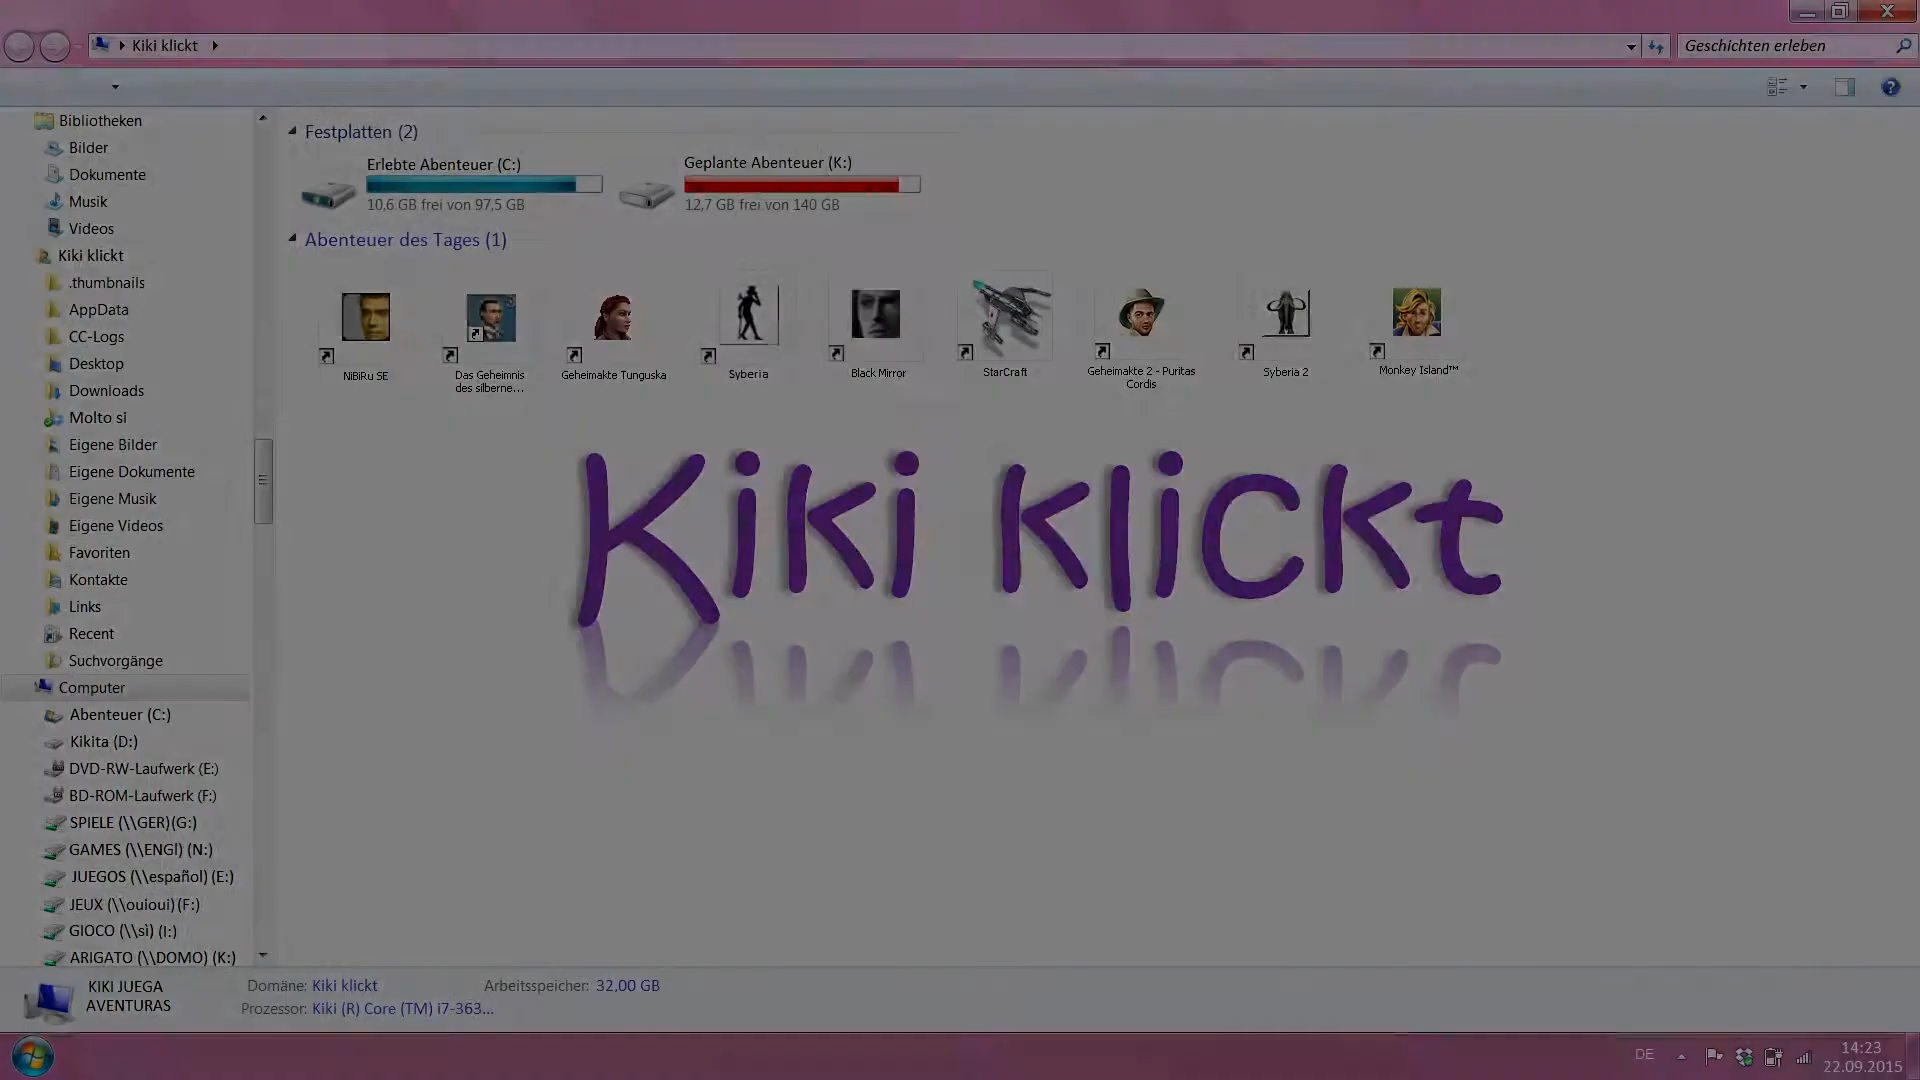 Kiki klickt
Geschichten erleben
Bibliotheken
Bilder
Dokumente
Musik
Videos
Kiki klickt
.thumbnails
AppData
CC-Logs
Desktop
Downloads
Molto si
Eigene Bilder
Eigene Dokumente
Eigene Musik
Eigene Videos
Favoriten
Kontakte
Links
Recent
Suchvorgänge
Computer
Abenteuer (C:)
Kikita (D:)
DVD-RW-Laufwerk (E:)
BD-ROM-Laufwerk (F:)
SPIELE (\\GER)(G:)
GAMES (\\ENGl) (N:)
JUEGOS (\\español) (E:)
JEUX (\\ouioui)(F:)
GIOCO (\\sì) (I:)
ARIGATO (\\DOMO) (K:)
Festplatten (2)
Erlebte Abenteuer (C:)
10,6 GB frei von 97,5 GB
Geplante Abenteuer (K:)
12,7 GB frei von 140 GB
Abenteuer des Tages (1)
NiBiRu SE
Das Geheimnis
des silberne...
Geheimakte Tunguska
Syberia
Black Mirror
StarCraft
Geheimakte 2 - Puritas
Cordis
Syberia 2
Monkey Island™
Kiki klickt
KIKI JUEGA
AVENTURAS
Domäne: Kiki klickt
Arbeitsspeicher: 32,00 GB
Prozessor: Kiki (R) Core (TM) i7-363...
DE
14:23
22.09.2015